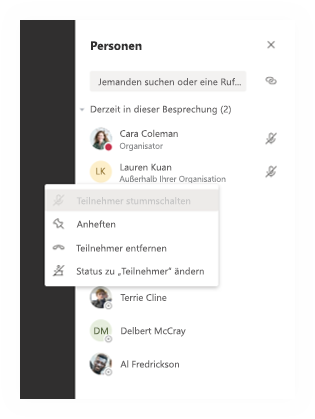 Personen
Jemanden suchen oder eine Ruf...
Derzeit in dieser Besprechung (2)
Cara Coleman
Organisator
LK
Lauren Kuan
Außerhalb Ihrer Organisation
Teilnehmer stummschalten
Anheften
Teilnehmer entfernen
Status zu „Teilnehmer" ändern
Terrie Cline
DM
Delbert McCray
Al Fredrickson